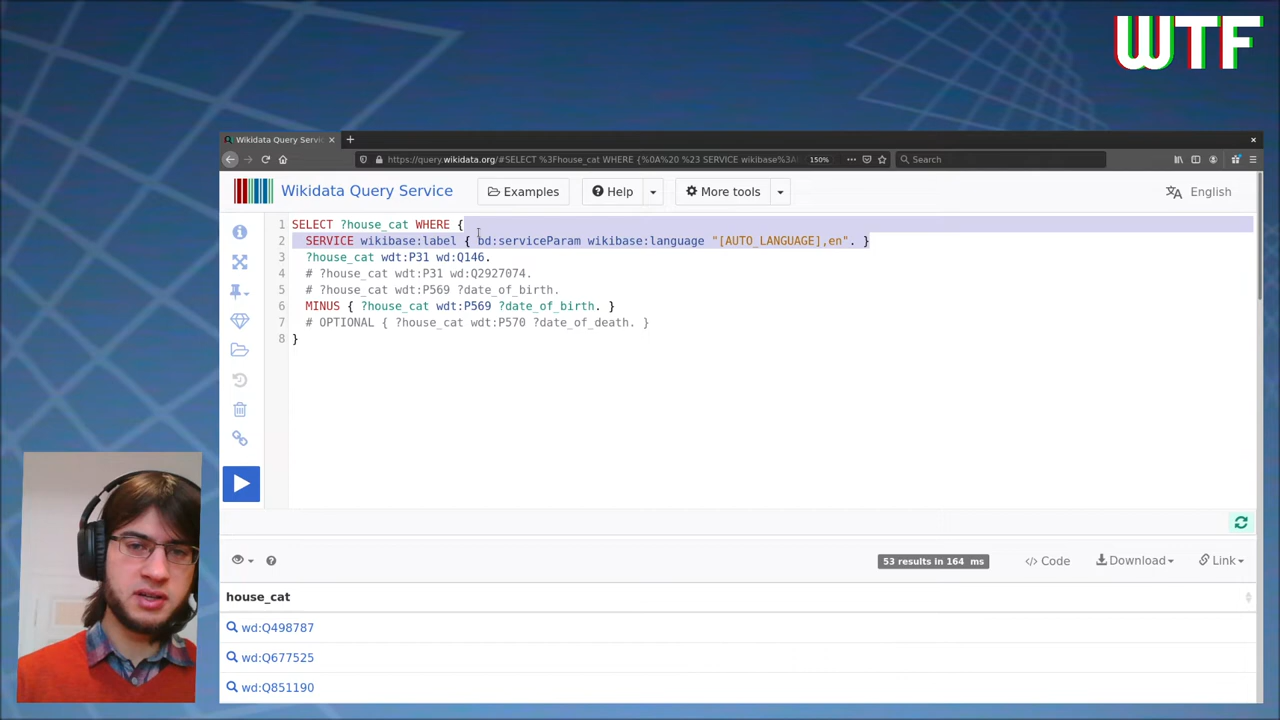 WTF
Wikidata Query Servic
https://query.wikidata.org/#SELECT %3Fhouse_cat WHERE {%0A%20 %23 SERVICE wikibase%3A
150%
Search
Wikidata Query Service
Examples
Help
More tools
English
1 SELECT ?house_cat WHERE {
2 SERVICE wikibase:label { bd:serviceParam wikibase:language "[AUTO_LANGUAGE],en". }
3 ?house_cat wdt:P31 wd:Q146.
4 # ?house_cat wdt:P31 wd:Q2927074.
5 # ?house_cat wdt:P569 ?date_of_birth.
6 MINUS { ?house_cat wdt:P569 ?date_of_birth. }
7 # OPTIONAL { ?house_cat wdt:P570 ?date_of_death. }
8 }
53 results in 164 ms
</> Code
Download
Link
house_cat
wd:Q498787
wd:Q677525
wd:Q851190